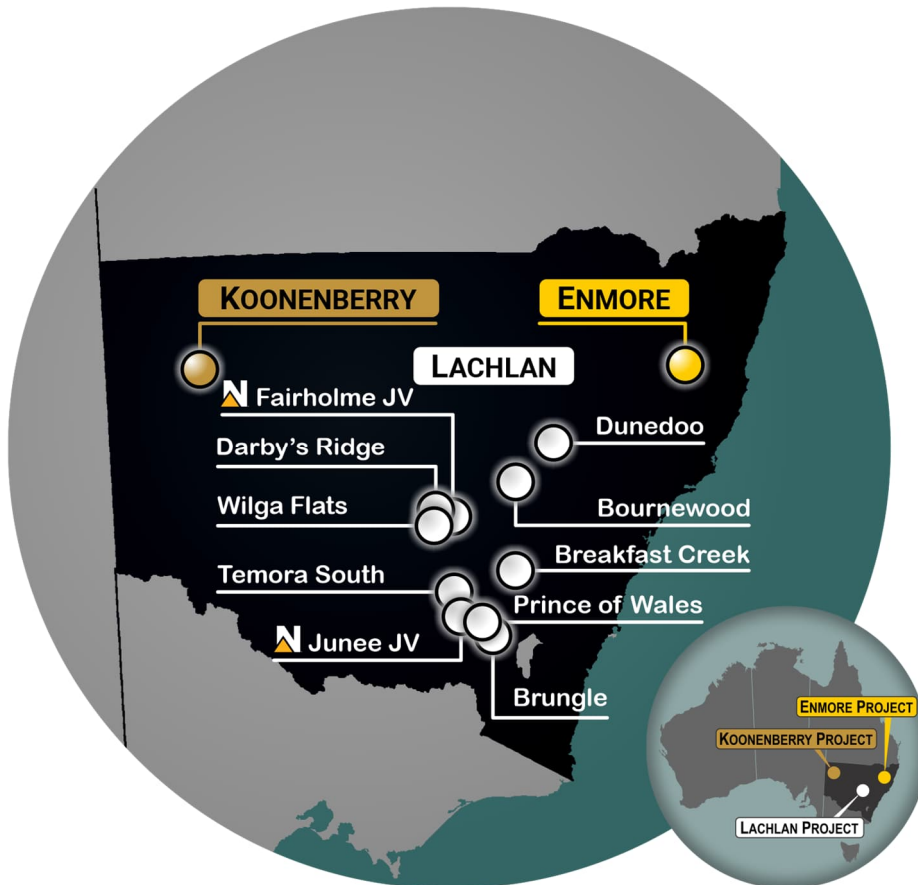 KOONENBERRY
ENMORE
LACHLAN
N Fairholme JV
Dunedoo
Darby's Ridge
Wilga Flats
Bournewood
Breakfast Creek
Temora South
Prince of Wales
N Junee JV
Brungle
ENMORE PROJECT
KOONENBERRY PROJECT
LACHLAN PROJECT